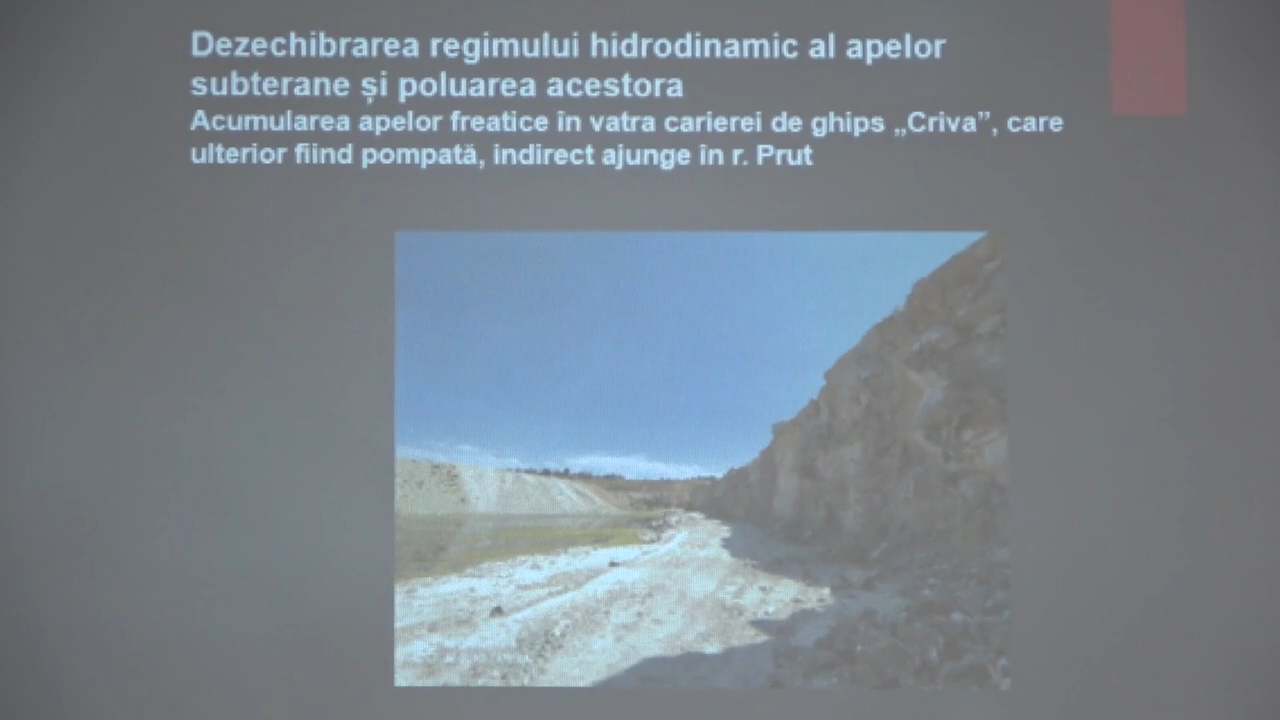 Dezechibrarea regimului hidrodinamic al apelor
subterane și poluarea acestora
Acumularea apelor freatice în vatra carierei de ghips „Criva”, care
ulterior fiind pompată, indirect ajunge în r. Prut